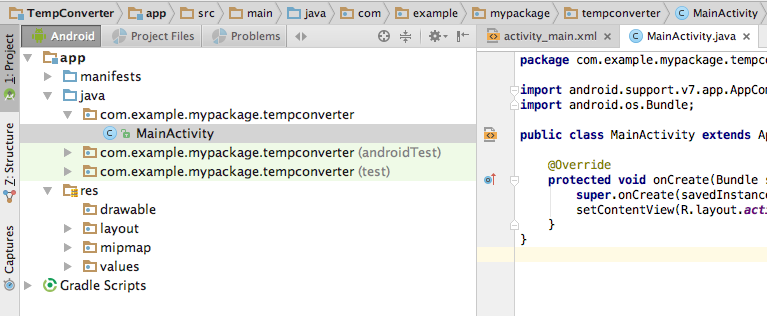 TempConverter app src main java com example mypackage tempconverter MainActivity
Android Project Files Problems
activity_main.xml MainActivity.java
1: Project
Z: Structure
Captures
app
manifests
java
com.example.mypackage.tempconverter
MainActivity
com.example.mypackage.tempconverter (androidTest)
com.example.mypackage.tempconverter (test)
res
drawable
layout
mipmap
values
Gradle Scripts
package com.example.mypackage.tempco
import android.support.v7.app.AppCom
import android.os.Bundle;
public class MainActivity extends Ap
@Override
protected void onCreate(Bundle s
super.onCreate(savedInstanc
setContentView(R.layout.acti
}
}